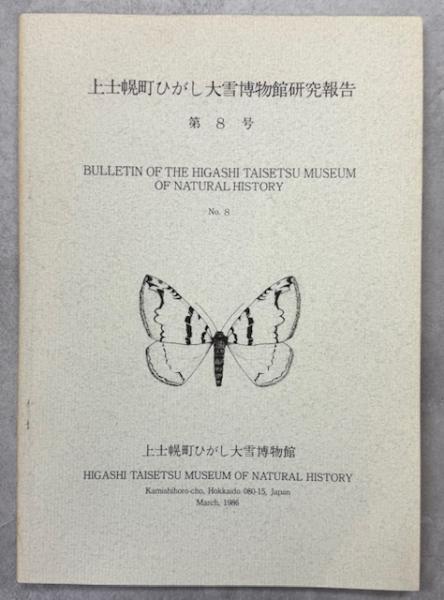 上士幌町ひがし大雪博物館研究報告
第 8 号
BULLETIN OF THE HIGASHI TAISETSU MUSEUM
OF NATURAL HISTORY
No. 8
上士幌町ひがし大雪博物館
HIGASHI TAISETSU MUSEUM OF NATURAL HISTORY
Kamishihoro-cho, Hokkaido 080-15, Japan
March, 1986